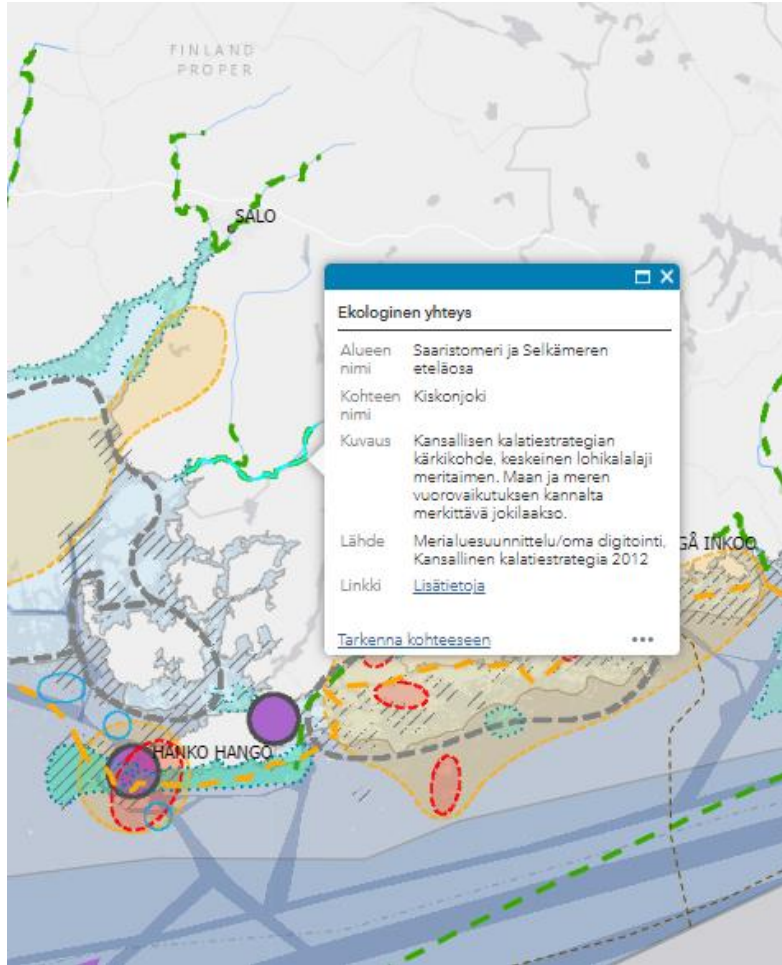 FINLAND
PROPER
SALO
Ekologinen yhteys
Alueen nimi
Saaristomeri ja Selkämeren
eteläosa
Kohteen nimi
Kiskonjoki
Kuvaus
Kansallisen kalatiestrategian
kärkikohde, keskeinen lohikalalaji
meritaimen. Maan ja meren
vuorovaikutuksen kannalta
merkittävä jokilaakso.
Lähde
Merialuesuunnittelu/oma digitointi,
Kansallinen kalatiestrategia 2012
Linkki
Lisätietoja
Tarkenna kohteeseen
GÅ INKOO
HANKO HANGÖ